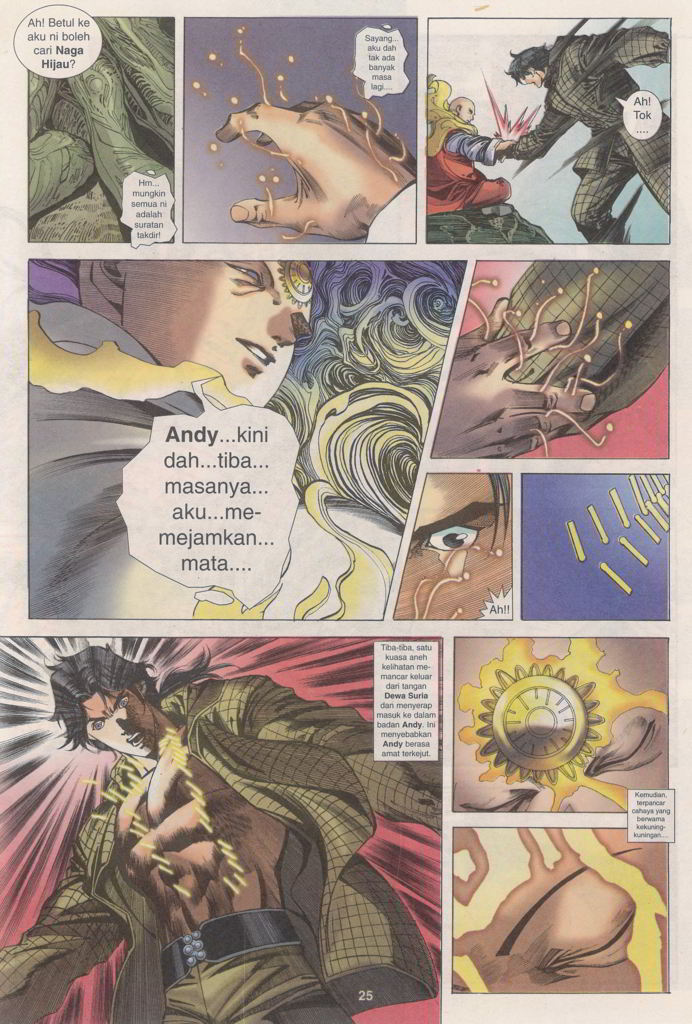 Ah! Betul ke
aku ni boleh
cari Naga
Hijau?
Hm...
mungkin
semua ni
adalah
suratan
takdir!
Sayang...
aku dah
tak ada
banyak
masa
lagi....
Ah!
Tok
....
Andy...kini
dah...tiba...
masanya...
aku...me-
mejamkan...
mata....
Ah!!
Tiba-tiba, satu
kuasa aneh
kelihatan me-
mancar keluar
dari tangan
Dewa Suria
dan menyerap
masuk ke dalam
badan Andy. Ini
menyebabkan
Andy berasa
amat terkejut.
Kemudian,
terpancar
cahaya yang
berwarna
kekuning-
kuningan....
25